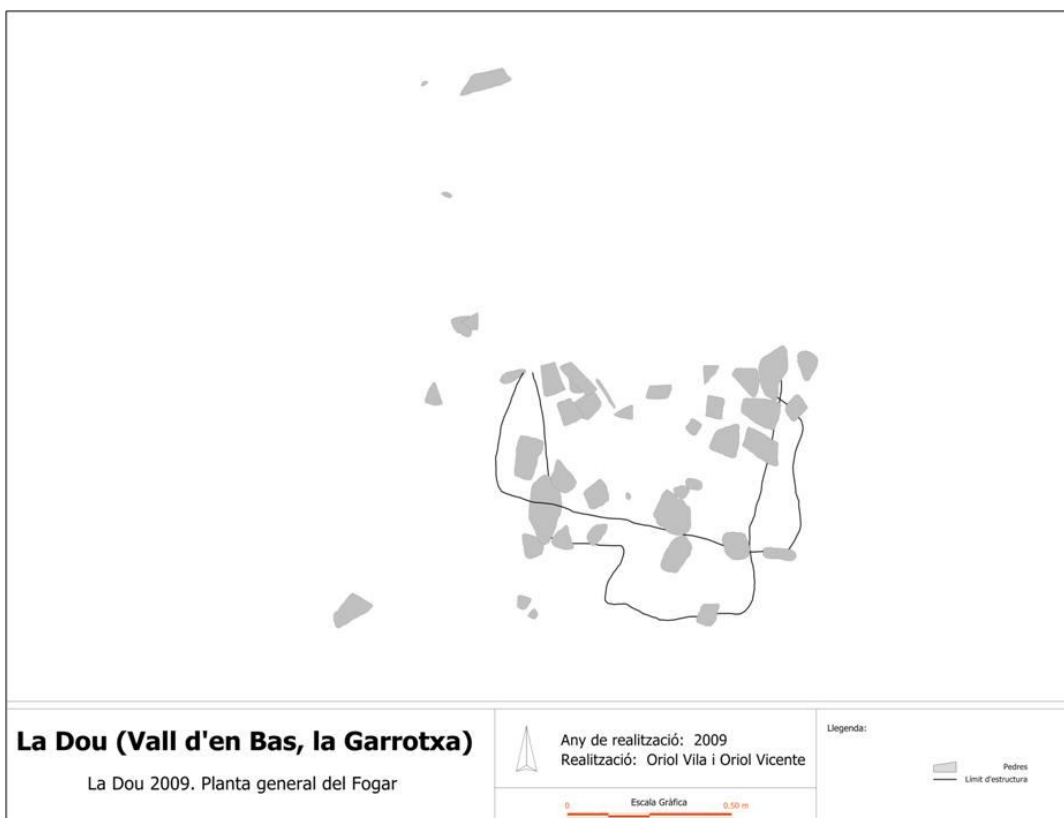 La Dou (Vall d'en Bas, la Garrotxa)
La Dou 2009. Planta general del Fogar
Any de realització: 2009
Realització: Oriol Vila i Oriol Vicente
Escala Gràfica
0 0,50 m
Llegenda:
Pedres
Límit d'estructura